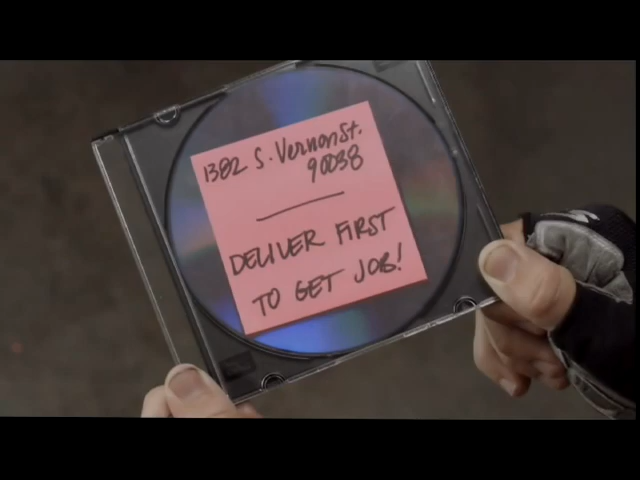 1382 S. Vernon St.
90038
DELIVER FIRST
TO GET JOB!